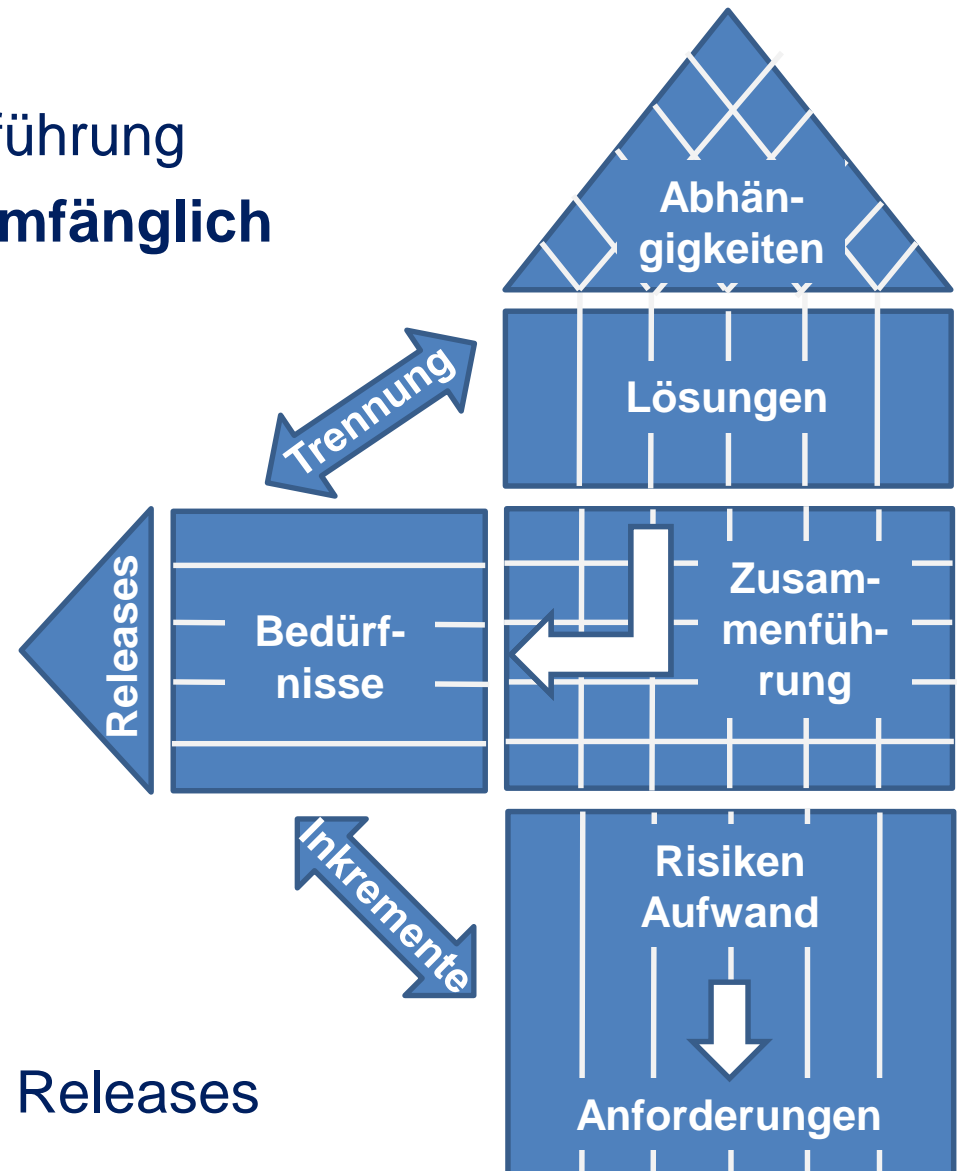 führung
mfänglich
Abhän-
gigkeiten
Trennung
Lösungen
Releases
Bedürf-
nisse
Zusam-
menfüh-
rung
Inkremente
Risiken
Aufwand
Releases
Anforderungen